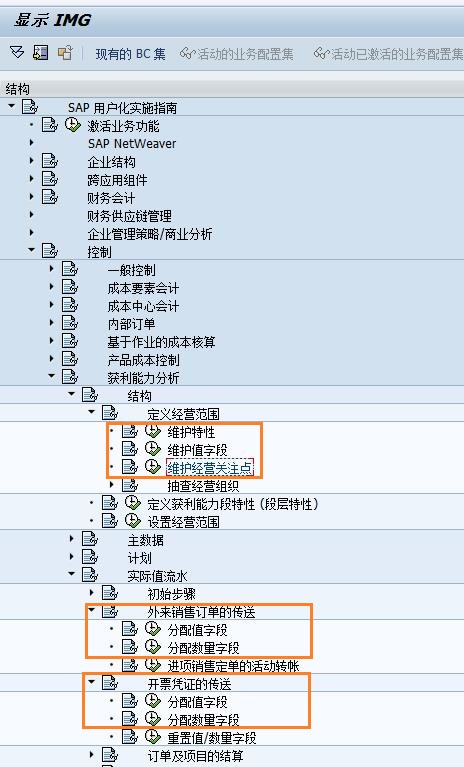 显示 IMG
现有的 BC 集 活动的业务配置集 活动已激活的业务配置集
结构
SAP 用户化实施指南
激活业务功能
SAP NetWeaver
企业结构
跨应用组件
财务会计
财务供应链管理
企业管理策略/商业分析
控制
一般控制
成本要素会计
成本中心会计
内部订单
基于作业的成本核算
产品成本控制
获利能力分析
结构
定义经营范围
维护特性
维护值字段
维护经营关注点
抽查经营组织
定义获利能力段特性 (段层特性)
设置经营范围
主数据
计划
实际值流水
初始步骤
外来销售订单的传送
分配值字段
分配数量字段
进项销售定单的活动转帐
开票凭证的传送
分配值字段
分配数量字段
重置值/数量字段
订单及项目的结算